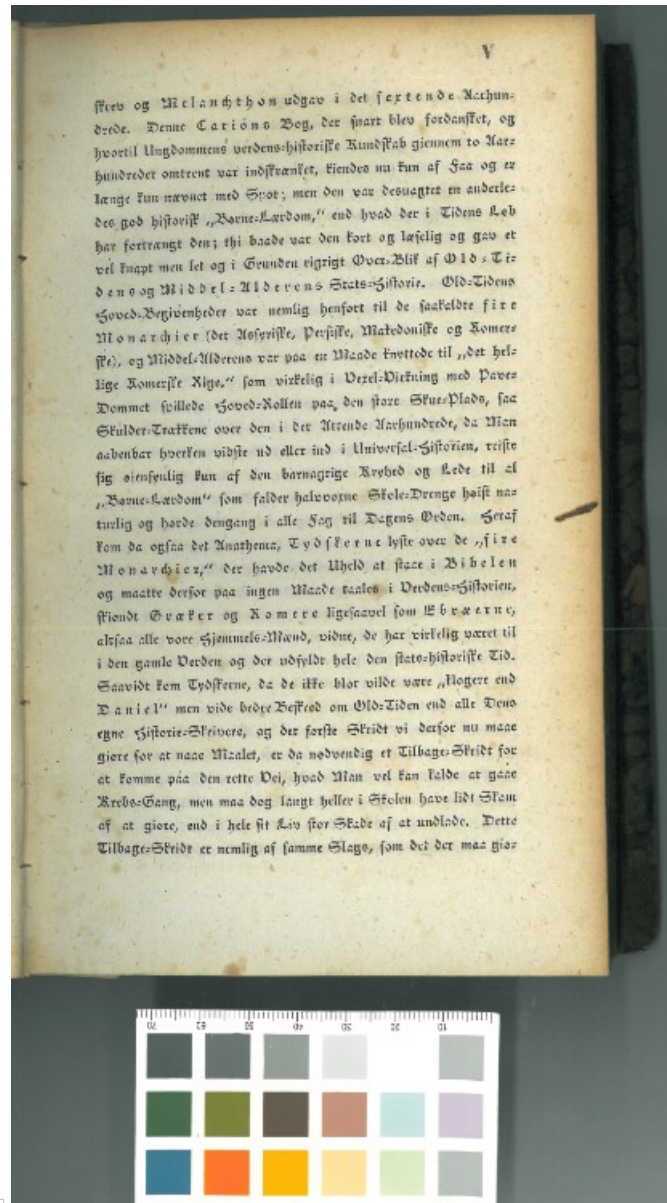 V
skrev og Melanchthon udgav i det sextende Aarhun-
drede. Denne Carións Bog, der snart blev fordansket, og
hvortil Ungdommens verdens-historiske Kundskab giennem to Aar-
hundreder omtrent var indskrænket, kiendes nu kun af Faa og er
længe kun nævnet med Spot; men den var desuagtet en anderle-
des god historisk „Børne-Lærdom,“ end hvad der i Tidens Løb
har fortrængt den; thi baade var den kort og læselig og gav et
vel knapt men let og i Grunden rigtigt Over-Blik af Old-Ti-
dens og Middel-Alderens Stats-Historie. Old-Tidens
Hoved-Begivenheder var nemlig henført til de saakaldte fire
Monarchier (det Assyriske, Persiske, Makedoniske og Romer-
ske), og Middel-Alderens var paa en Maade knyttede til „det hel-
lige Romerske Rige,“ som virkelig i Vexel-Virkning med Pave-
Dommet spillede Hoved-Rollen paa den store Skue-Plads, saa
Skulder-Trækkene over den i det Attende Aarhundrede, da Man
aabenbar hverken vidste ud eller ind i Universal-Historien, reiste
sig øiensynlig kun af den barnagtige Kryhed og Lede til al
„Børne-Lærdom“ som falder halvvoxne Skole-Drenge høist na-
turlig og hørde dengang i alle Fag til Dagens Orden. Heraf
kom da ogsaa det Anathema, Tydskerne lyste over de „fire
Monarchier,“ der havde det Uheld at staae i Bibelen
og maatte derfor paa ingen Maade taales i Verdens-Historien,
skiøndt Græker og Romere ligesaavel som Ebræerne,
altsaa alle vore Hjemmels-Mænd, vidne, de har virkelig været til
i den gamle Verden og der udfyldt hele den stats-historiske Tid.
Saavidt kom Tydskerne, da de ikke blot vilde være „klogere end
Daniel“ men vide bedre Beskeed om Old-Tiden end alle Dens
egne Historie-Skrivere, og det første Skridt vi derfor nu maae
giøre for at naae Maalet, er da nødvendig et Tilbage-Skridt for
at komme paa den rette Vei, hvad Man vel kan kalde at gaae
Krebs-Gang, men maa dog langt heller i Skolen have lidt Skam
af at giøre, end i hele sit Liv stor Skade af at undlade. Dette
Tilbage-Skridt er nemlig af samme Slags, som det der maa giø-
70
50
40
30
20
10